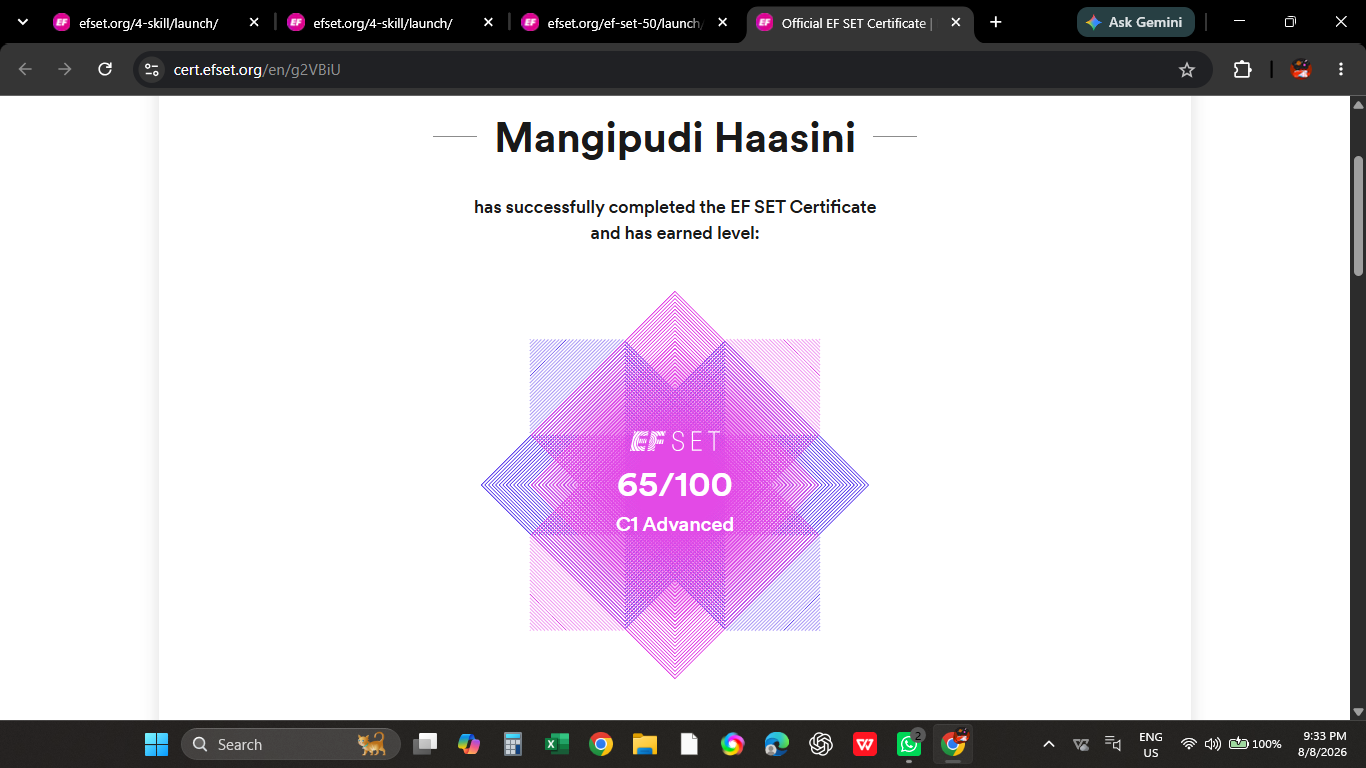 efset.org/4-skill/launch/
efset.org/4-skill/launch/
efset.org/ef-set-50/launch/
Official EF SET Certificate |
Ask Gemini
cert.efset.org/en/g2VBiU
Mangipudi Haasini
has successfully completed the EF SET Certificate
and has earned level:
EF SET
65/100
C1 Advanced
Search
2
ENG
US
100%
9:33 PM
8/8/2026